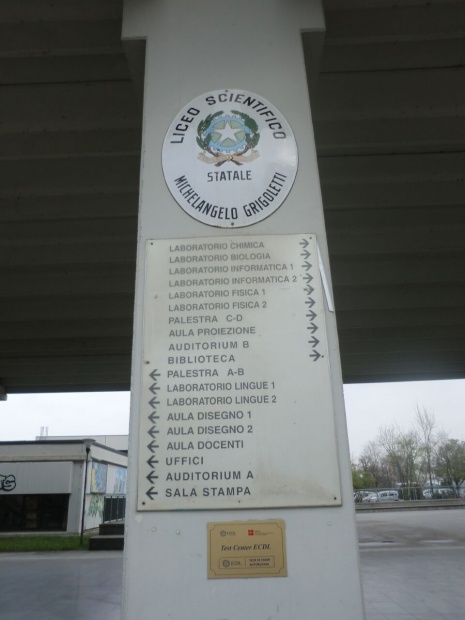 LICEO SCIENTIFICO
STATALE
MICHELANGELO GRIGOLETTI
LABORATORIO CHIMICA →
LABORATORIO BIOLOGIA →
LABORATORIO INFORMATICA 1 →
LABORATORIO INFORMATICA 2 →
LABORATORIO FISICA 1 →
LABORATORIO FISICA 2 →
PALESTRA C-D →
AULA PROIEZIONE →
AUDITORIUM B →
BIBLIOTECA →
← PALESTRA A-B
← LABORATORIO LINGUE 1
← LABORATORIO LINGUE 2
← AULA DISEGNO 1
← AULA DISEGNO 2
← AULA DOCENTI
← UFFICI
← AUDITORIUM A
← SALA STAMPA
Test Center ECDL